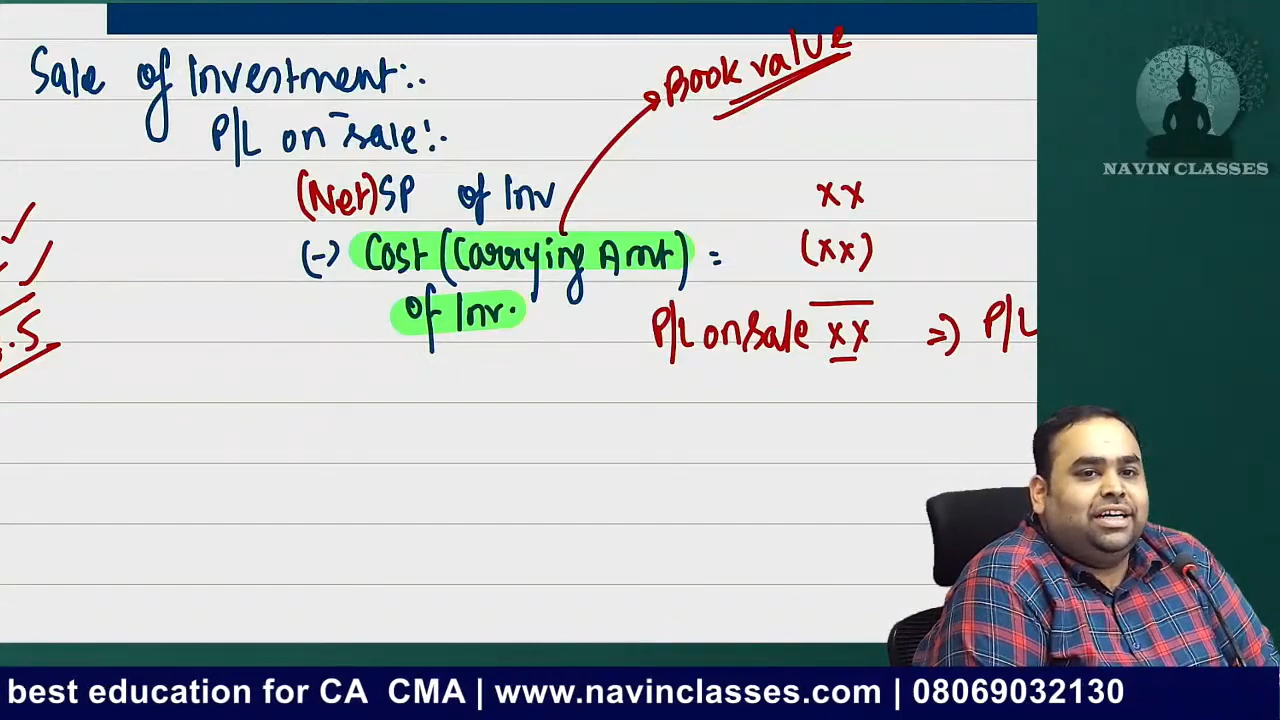 Sale of Investment:-
P/L on sale:-
Book value
(Net) SP of Inv xx
(-) Cost (Carrying Amt) = (xx)
of Inv.
P/L on sale xx => P/L
.S
NAVIN CLASSES
best education for CA CMA | www.navinclasses.com | 08069032130